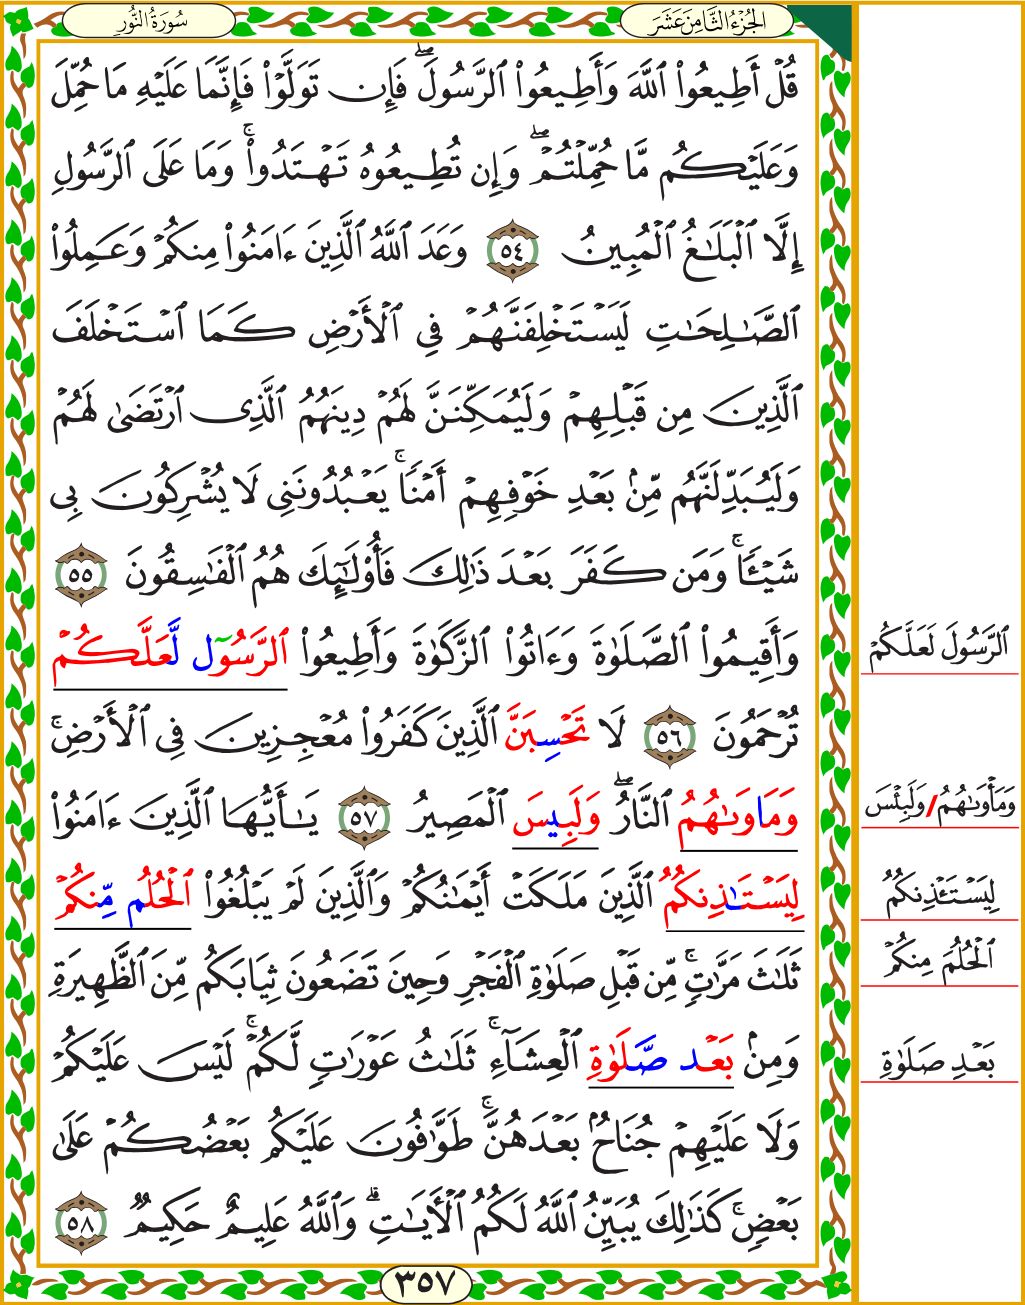 الجُزْءُ الثَّامِنَ عَشَرَ
سُورَةُ النُّورِ
قُلۡ أَطِيعُواْ ٱللَّهَ وَأَطِيعُواْ ٱلرَّسُولَۖ فَإِن تَوَلَّوۡاْ فَإِنَّمَا عَلَيۡهِ مَا حُمِّلَ
وَعَلَيۡكُم مَّا حُمِّلۡتُمۡۖ وَإِن تُطِيعُوهُ تَهۡتَدُواْۚ وَمَا عَلَى ٱلرَّسُولِ
إِلَّا ٱلۡبَلَٰغُ ٱلۡمُبِينُ ٥٤ وَعَدَ ٱللَّهُ ٱلَّذِينَ ءَامَنُواْ مِنكُمۡ وَعَمِلُواْ
ٱلصَّٰلِحَٰتِ لَيَسۡتَخۡلِفَنَّهُمۡ فِي ٱلۡأَرۡضِ كَمَا ٱسۡتَخۡلَفَ
ٱلَّذِينَ مِن قَبۡلِهِمۡ وَلَيُمَكِّنَنَّ لَهُمۡ دِينَهُمُ ٱلَّذِي ٱرۡتَضَىٰ لَهُمۡ
وَلَيُبَدِّلَنَّهُم مِّنۢ بَعۡدِ خَوۡفِهِمۡ أَمۡنٗاۚ يَعۡبُدُونَنِي لَا يُشۡرِكُونَ بِي
شَيۡـٔٗاۚ وَمَن كَفَرَ بَعۡدَ ذَٰلِكَ فَأُوْلَٰٓئِكَ هُمُ ٱلۡفَٰسِقُونَ ٥٥
وَأَقِيمُواْ ٱلصَّلَوٰةَ وَءَاتُواْ ٱلزَّكَوٰةَ وَأَطِيعُواْ ٱلرَّسُوٓل لَّعَلَّكُمۡ
تُرۡحَمُونَ ٥٦ لَا تَحۡسِبَنَّ ٱلَّذِينَ كَفَرُواْ مُعۡجِزِينَ فِي ٱلۡأَرۡضِۚ
وَمَاوَىٰهُمُ ٱلنَّارُۖ وَلَبِيسَ ٱلۡمَصِيرُ ٥٧ يَٰٓأَيُّهَا ٱلَّذِينَ ءَامَنُواْ
لِيَسۡتَٰذِنكُمُ ٱلَّذِينَ مَلَكَتۡ أَيۡمَٰنُكُمۡ وَٱلَّذِينَ لَمۡ يَبۡلُغُواْ ٱلۡحُلُم مِّنكُمۡ
ثَلَٰثَ مَرَّٰتٖۚ مِّن قَبۡلِ صَلَوٰةِ ٱلۡفَجۡرِ وَحِينَ تَضَعُونَ ثِيَابَكُم مِّنَ ٱلظَّهِيرَةِ
وَمِنۢ بَعۡد صَّلَوٰةِ ٱلۡعِشَآءِۚ ثَلَٰثُ عَوۡرَٰتٖ لَّكُمۡۚ لَيۡسَ عَلَيۡكُمۡ
وَلَا عَلَيۡهِمۡ جُنَاحُۢ بَعۡدَهُنَّۚ طَوَّٰفُونَ عَلَيۡكُم بَعۡضُكُمۡ عَلَىٰ
بَعۡضٖۚ كَذَٰلِكَ يُبَيِّنُ ٱللَّهُ لَكُمُ ٱلۡأٓيَٰتِۗ وَٱللَّهُ عَلِيمٌ حَكِيمٞ ٥٨
٣٥٧
ٱلرَّسُولَ لَعَلَّكُمۡ
وَمَأۡوَىٰهُمُ / وَلَبِئۡسَ
لِيَسۡتَـٔۡذِنكُمُ
ٱلۡحُلُمَ مِنكُمۡ
بَعۡدِ صَلَوٰةِ